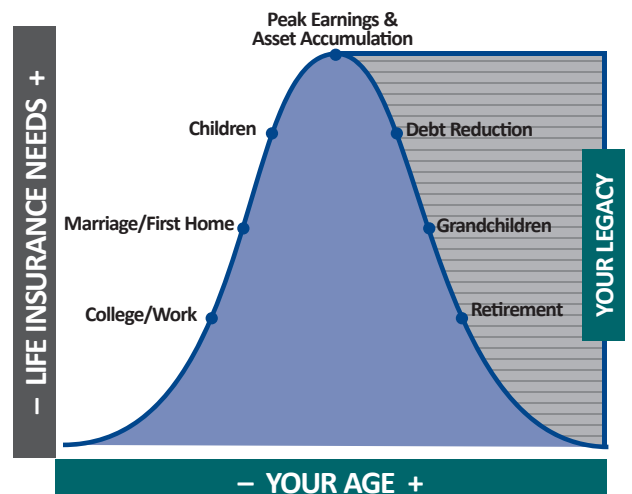 Peak Earnings &
Asset Accumulation
Children
Debt Reduction
Marriage/First Home
Grandchildren
College/Work
Retirement
– LIFE INSURANCE NEEDS +
YOUR LEGACY
– YOUR AGE +